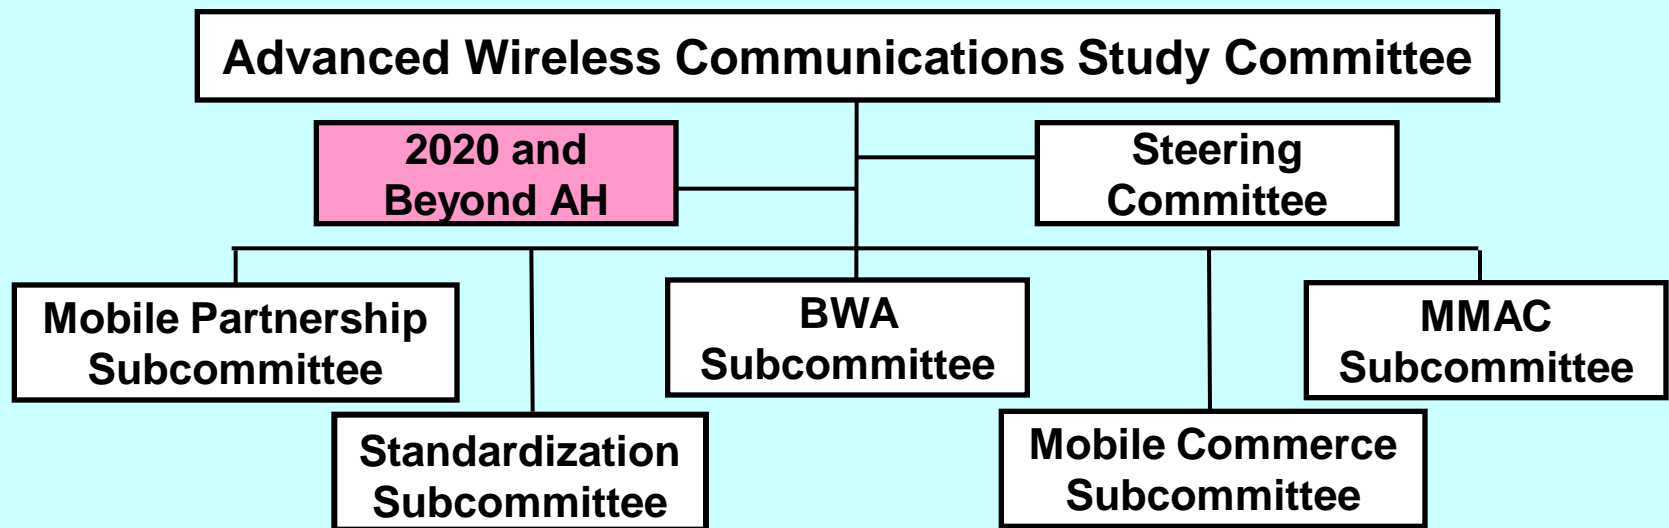 Advanced Wireless Communications Study Committee
2020 and
Beyond AH
Steering
Committee
Mobile Partnership
Subcommittee
BWA
Subcommittee
MMAC
Subcommittee
Standardization
Subcommittee
Mobile Commerce
Subcommittee